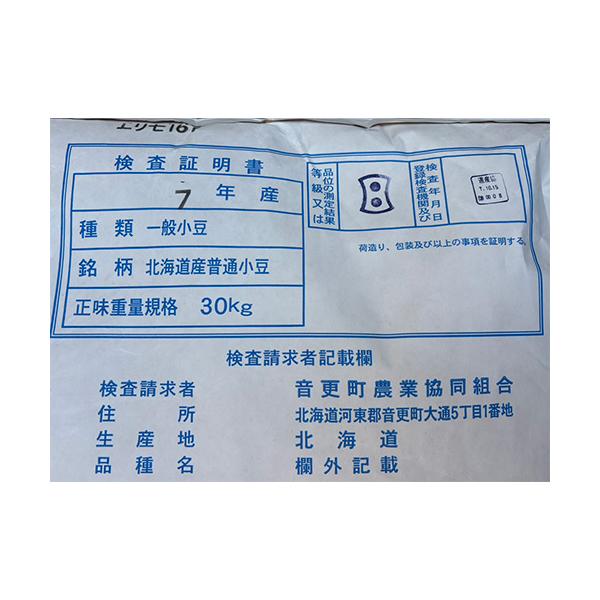 エリモ167
検査証明書
7年産
種類 一般小豆
銘柄 北海道産普通小豆
正味重量規格 30kg
品位の測定結果
等級又は
検査年月日
登録検査機関及び
7.10.15
荷造り、包装及び以上の事項を証明する。
検査請求者記載欄
検査請求者 音更町農業協同組合
住所 北海道河東郡音更町大通5丁目1番地
生産地 北海道
品種名 欄外記載